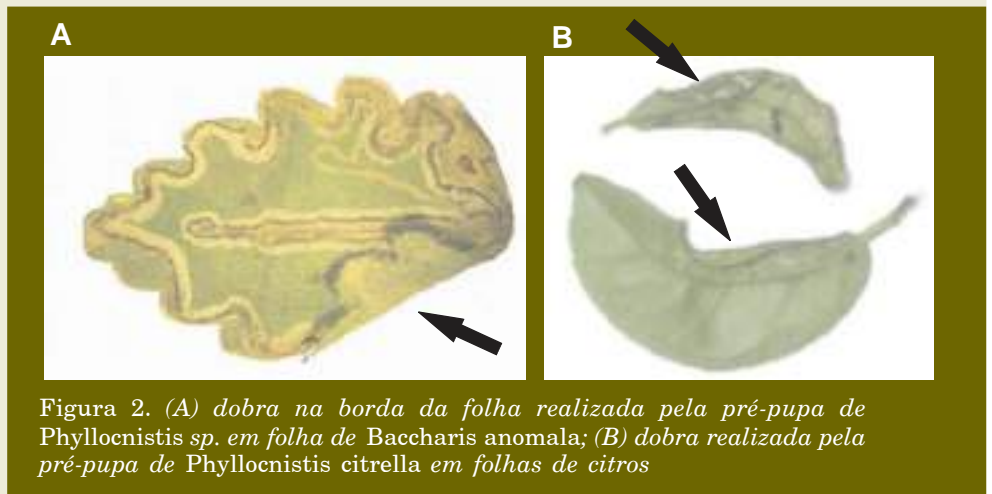 A
B
Figura 2. (A) dobra na borda da folha realizada pela pré-pupa de
Phyllocnistis sp. em folha de Baccharis anomala; (B) dobra realizada pela
pré-pupa de Phyllocnistis citrella em folhas de citros